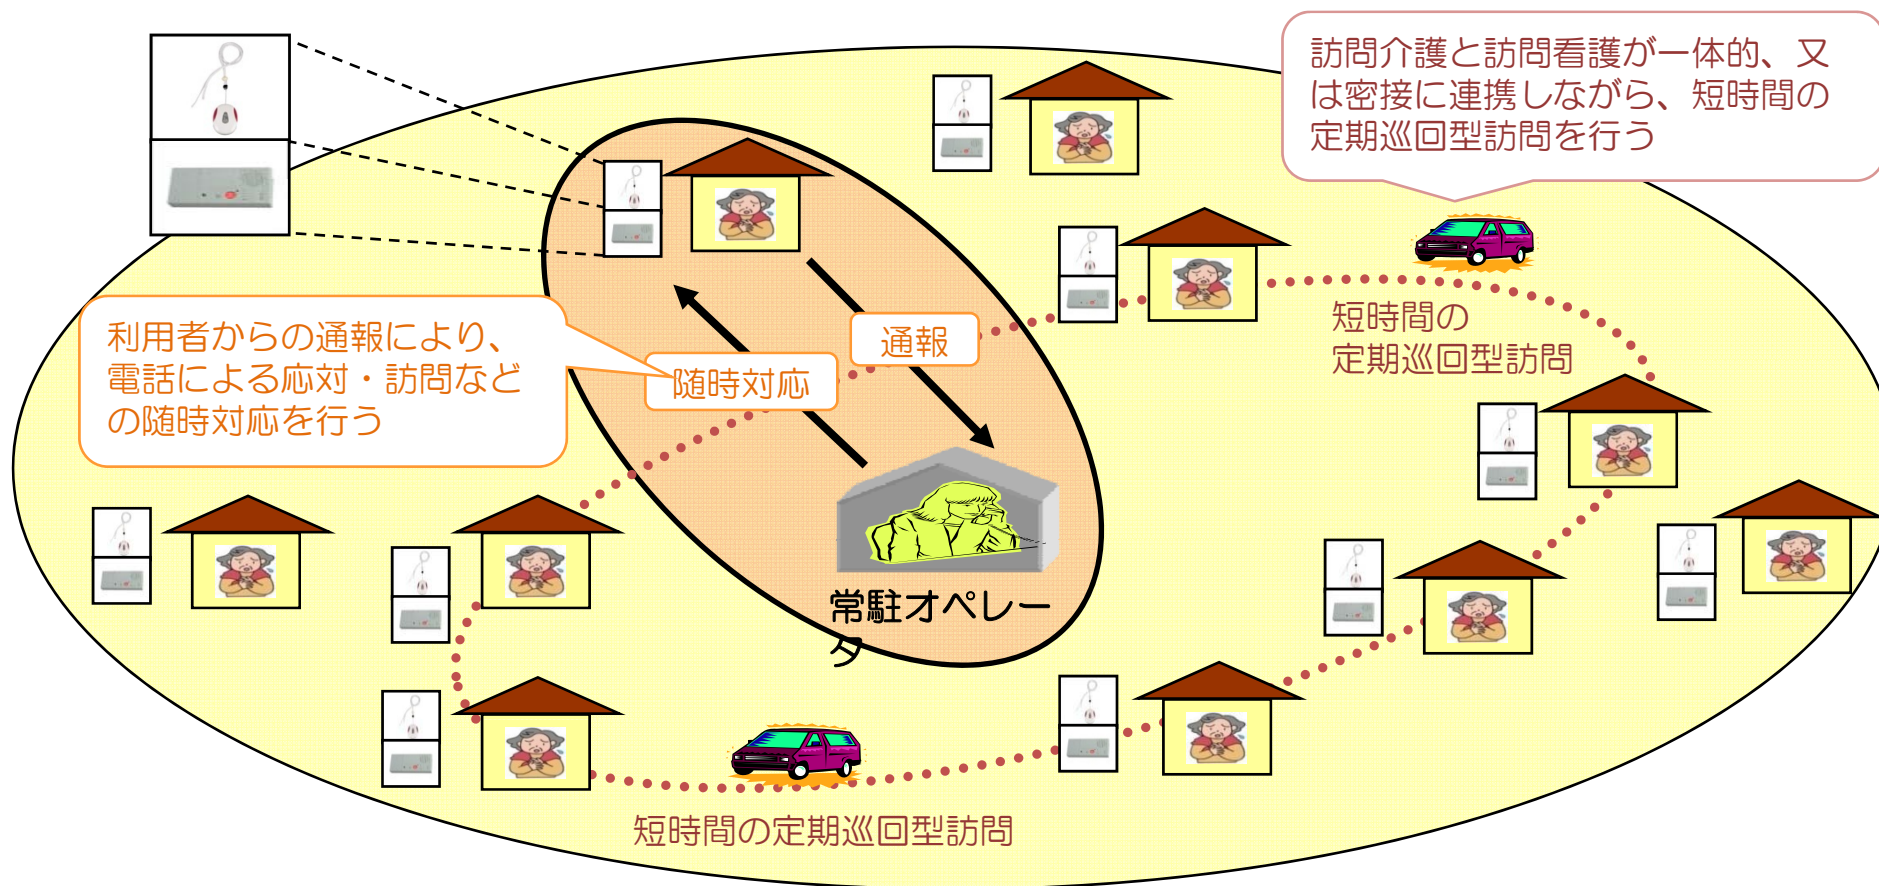 訪問介護と訪問看護が一体的、又
は密接に連携しながら、短時間の
定期巡回型訪問を行う
利用者からの通報により、
電話による応対・訪問など
の随時対応を行う
通報
随時対応
短時間の
定期巡回型訪問
常駐オペレー
タ
短時間の定期巡回型訪問